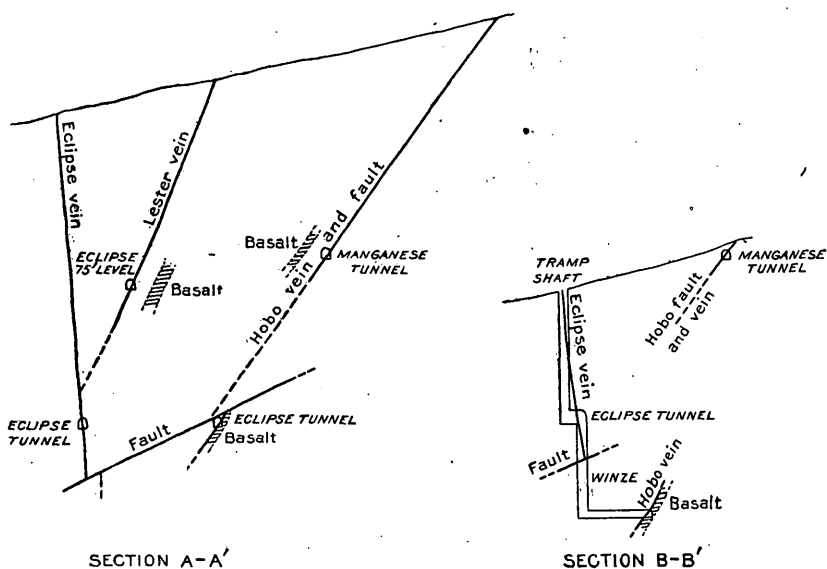 Eclipse vein
Lester vein
Hobo vein and fault
ECLIPSE
75' LEVEL
Basalt
Basalt
MANGANESE
TUNNEL
ECLIPSE
TUNNEL
Fault
ECLIPSE TUNNEL
Basalt
SECTION A-A'
TRAMP
SHAFT
MANGANESE
TUNNEL
Hobo fault
and vein
Eclipse vein
ECLIPSE TUNNEL
Fault
WINZE
Hobo vein
Basalt
SECTION B-B'